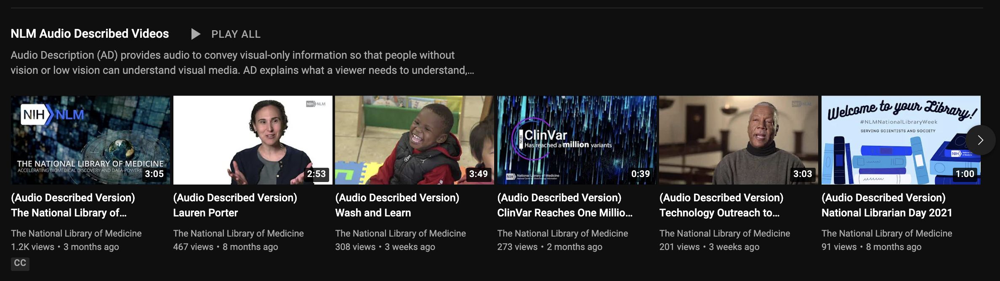 NLM Audio Described Videos PLAY ALL
Audio Description (AD) provides audio to convey visual-only information so that people without
vision or low vision can understand visual media. AD explains what a viewer needs to understand,...
NIH NLM
THE NATIONAL LIBRARY OF MEDICINE
ACCELERATING BIOMEDICAL DISCOVERY AND DATA-POWERE
3:05
(Audio Described Version)
The National Library of...
The National Library of Medicine
1.2K views • 3 months ago
CC
NIH NLM
2:53
(Audio Described Version)
Lauren Porter
The National Library of Medicine
467 views • 8 months ago
3:49
(Audio Described Version)
Wash and Learn
The National Library of Medicine
308 views • 3 weeks ago
NCBI
ClinVar
Has reached a million variants
NIH National Library of Medicine
National Center for Biotechnology Information
0:39
(Audio Described Version)
ClinVar Reaches One Millio...
The National Library of Medicine
273 views • 2 months ago
NIH NLM
3:03
(Audio Described Version)
Technology Outreach to...
The National Library of Medicine
201 views • 3 weeks ago
Welcome to your Library!
#NLMNationalLibraryWeek
SERVING SCIENTISTS AND SOCIETY
NIH
1:00
(Audio Described Version)
National Librarian Day 2021
The National Library of Medicine
91 views • 8 months ago